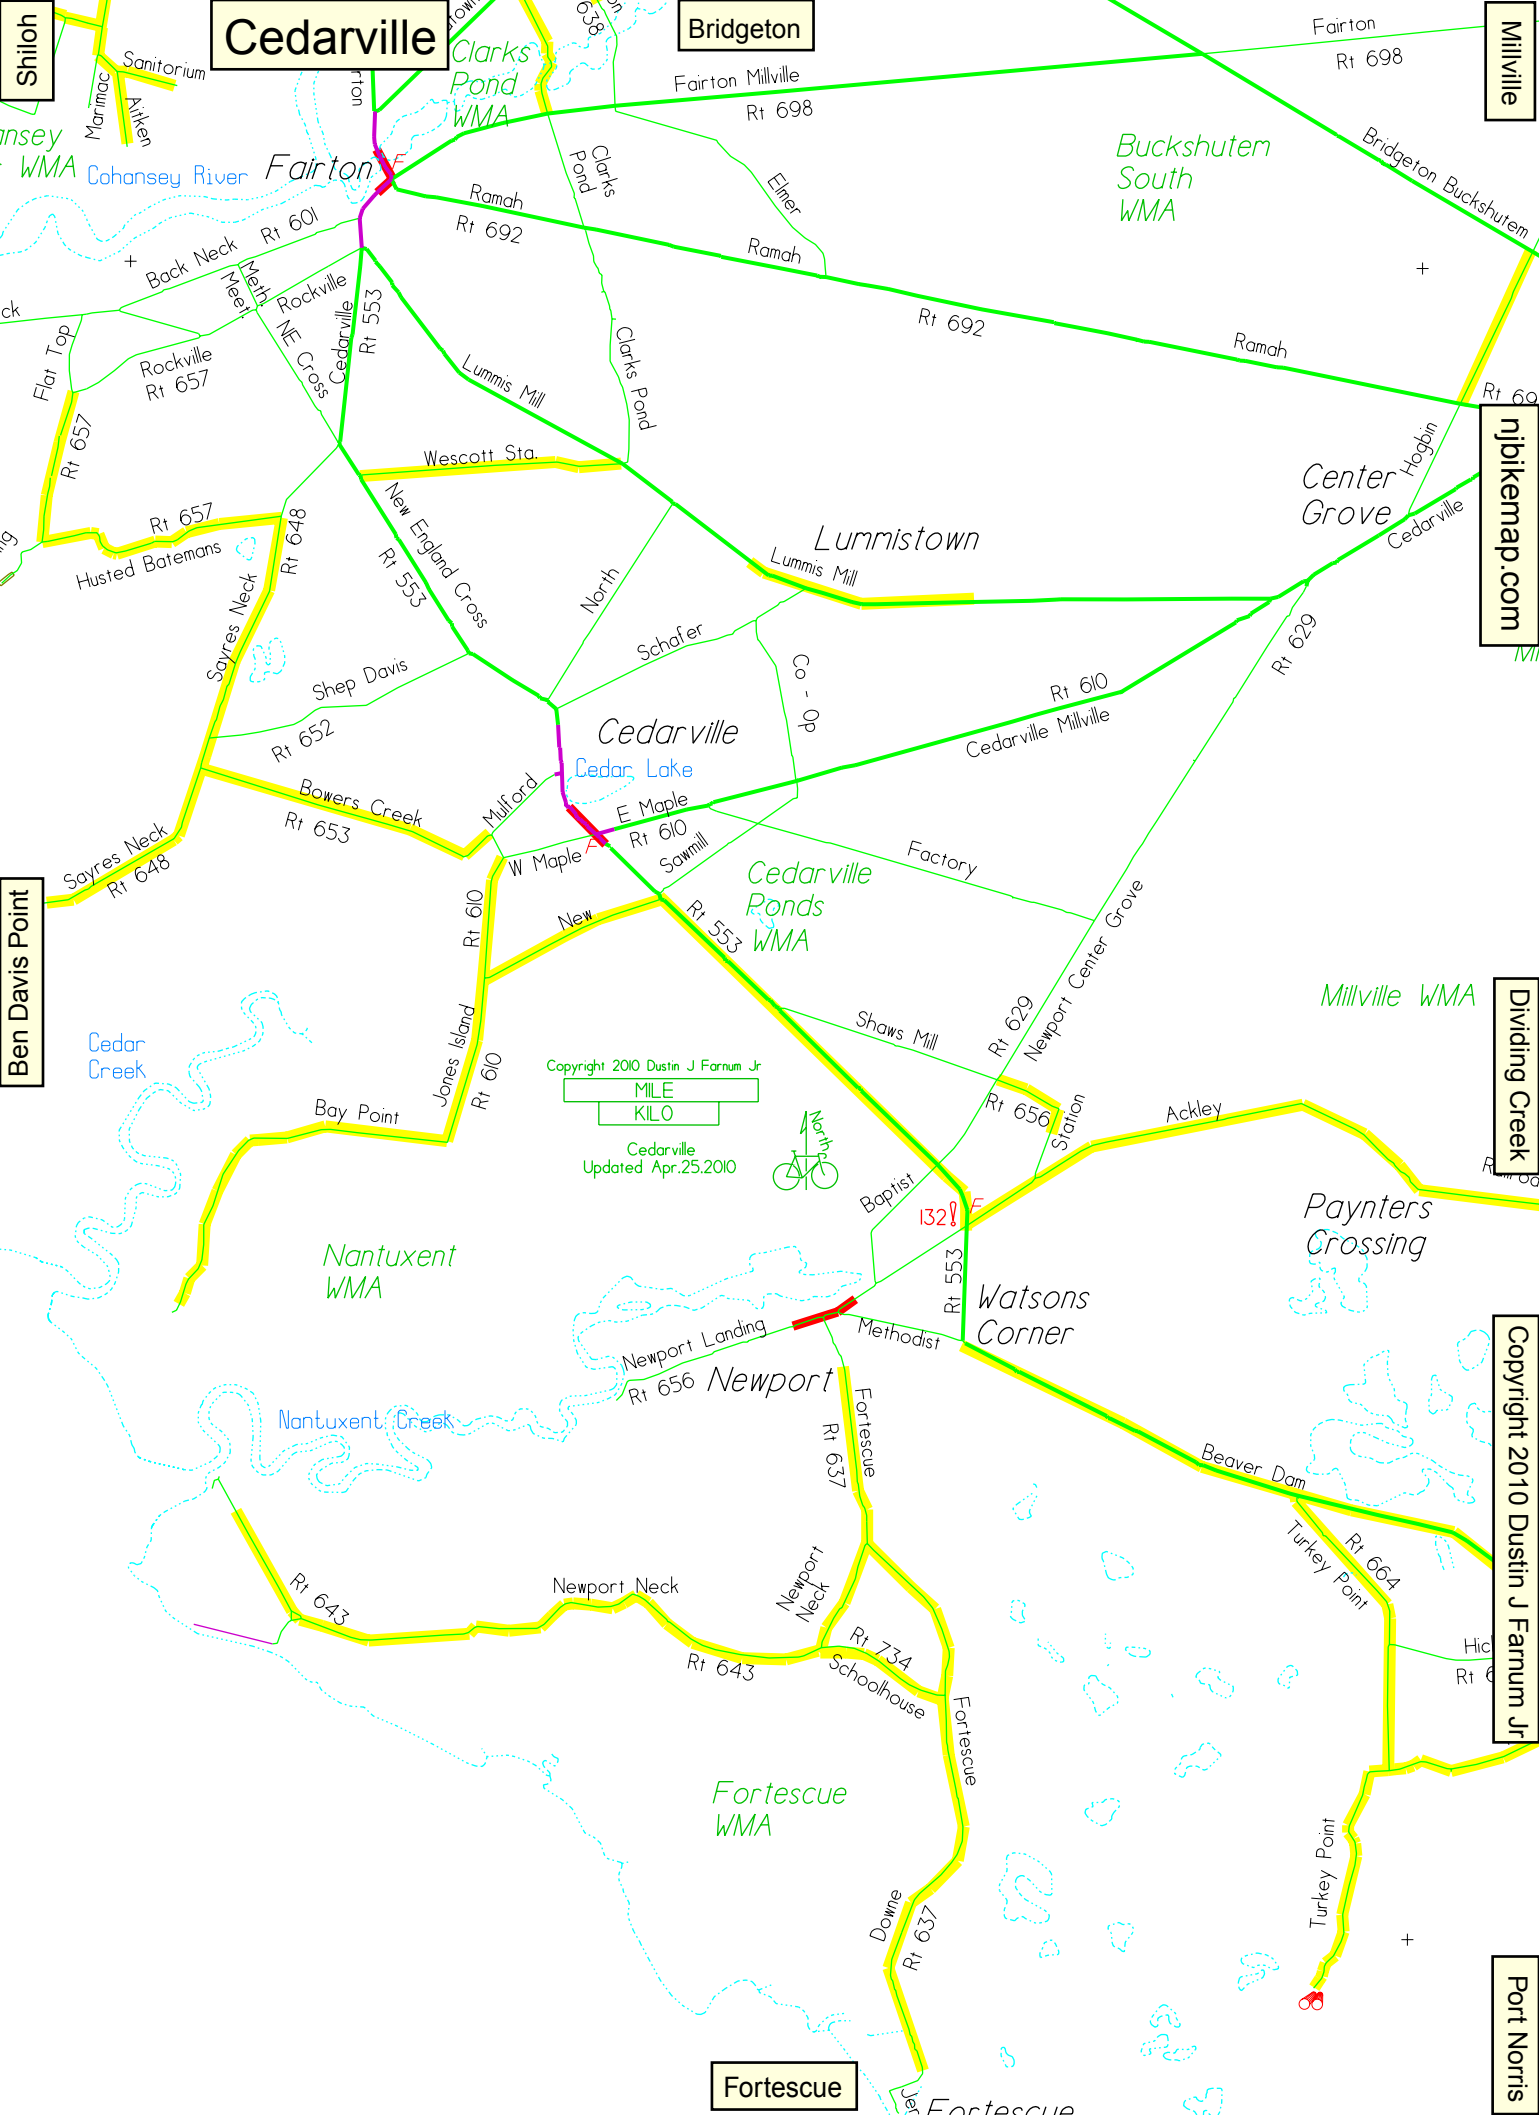 Shiloh
Cedarville
Bridgeton
Millville
638
Sanitorium
Marimac
Aitken
WMA
Cohansey River
Clarks
Pond
WMA
Fairton
F
Fairton Millville
Rt 698
Fairton
Rt 698
Clarks
Pond
Elmer
Buckshutem
South
WMA
Bridgeton Buckshutem
Ramah
Rt 692
Ramah
Rt 692
Ramah
Back Neck
Rt 601
Meth.
Meet.
Rockville
NE Cross
Cedarville
Rt 553
Flat Top
Rockville
Rt 657
Rt 657
Lummis Mill
Clarks Pond
Wescott Sta.
Hogbin
njbikemap.com
Center
Grove
Cedarville
Rt 657
Husted Batemans
Rt 648
Sayres Neck
New England Cross
Rt 553
North
Lummistown
Lummis Mill
Schafer
Co - Op
Shep Davis
Rt 652
Rt 629
Rt 610
Cedarville Millville
Cedarville
Cedar Lake
Bowers Creek
Rt 653
Mulford
E Maple
Rt 610
W Maple
F
Sawmill
Sayres Neck
Rt 648
Factory
Cedarville
Ponds
WMA
Ben Davis Point
Rt 610
New
Rt 553
Newport Center Grove
Rt 629
Shaws Mill
Millville WMA
Dividing Creek
Cedar
Creek
Jones Island
Rt 610
Bay Point
Copyright 2010 Dustin J Farnum Jr
MILE
KILO
Cedarville
Updated Apr.25.2010
North
Rt 656
Station
Ackley
Baptist
132!
F
Paynters
Crossing
Nantuxent
WMA
Rt 553
Watsons
Corner
Methodist
Newport Landing
Rt 656
Newport
Nantuxent Creek
Fortescue
Rt 637
Copyright 2010 Dustin J Farnum Jr
Beaver Dam
Turkey Point
Rt 664
Rt 643
Newport Neck
Newport
Neck
Rt 643
Rt 734
Schoolhouse
Fortescue
Fortescue
WMA
Turkey Point
Downe
Rt 637
Port Norris
Fortescue
Fortescue